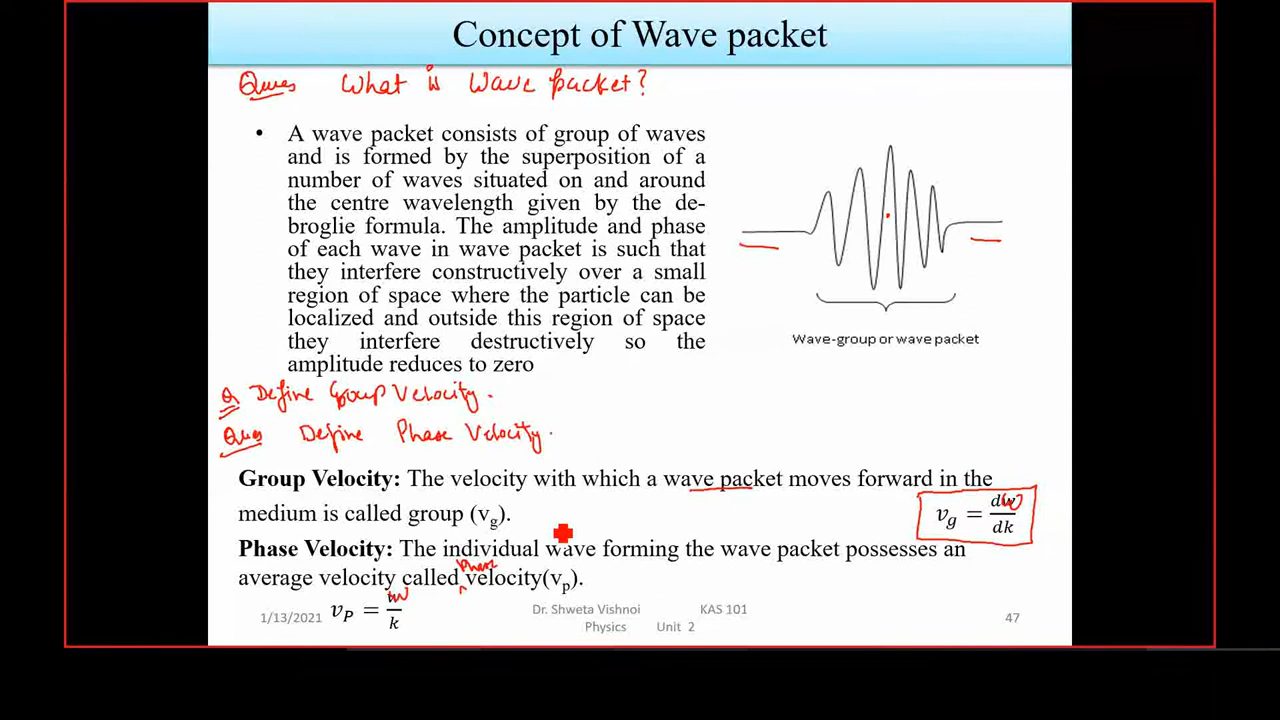 Concept of Wave packet
Ques What is Wave packet?
• A wave packet consists of group of waves
and is formed by the superposition of a
number of waves situated on and around
the centre wavelength given by the de-
broglie formula. The amplitude and phase
of each wave in wave packet is such that
they interfere constructively over a small
region of space where the particle can be
localized and outside this region of space
they interfere destructively so the
amplitude reduces to zero
Wave-group or wave packet
Q Define Group Velocity.
Ques Define Phase Velocity.
Group Velocity: The velocity with which a wave packet moves forward in the
medium is called group (vg).
vg = dω/dk
Phase Velocity: The individual wave forming the wave packet possesses an
average velocity called phase velocity(vp).
vP = ω/k
1/13/2021
Dr. Shweta Vishnoi KAS 101
Physics Unit 2
47